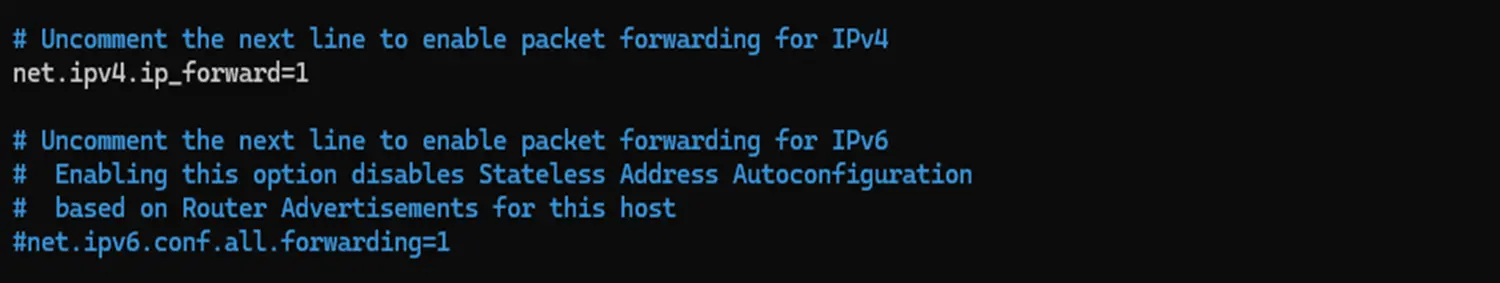 # Uncomment the next line to enable packet forwarding for IPv4
net.ipv4.ip_forward=1
# Uncomment the next line to enable packet forwarding for IPv6
#  Enabling this option disables Stateless Address Autoconfiguration
#  based on Router Advertisements for this host
#net.ipv6.conf.all.forwarding=1